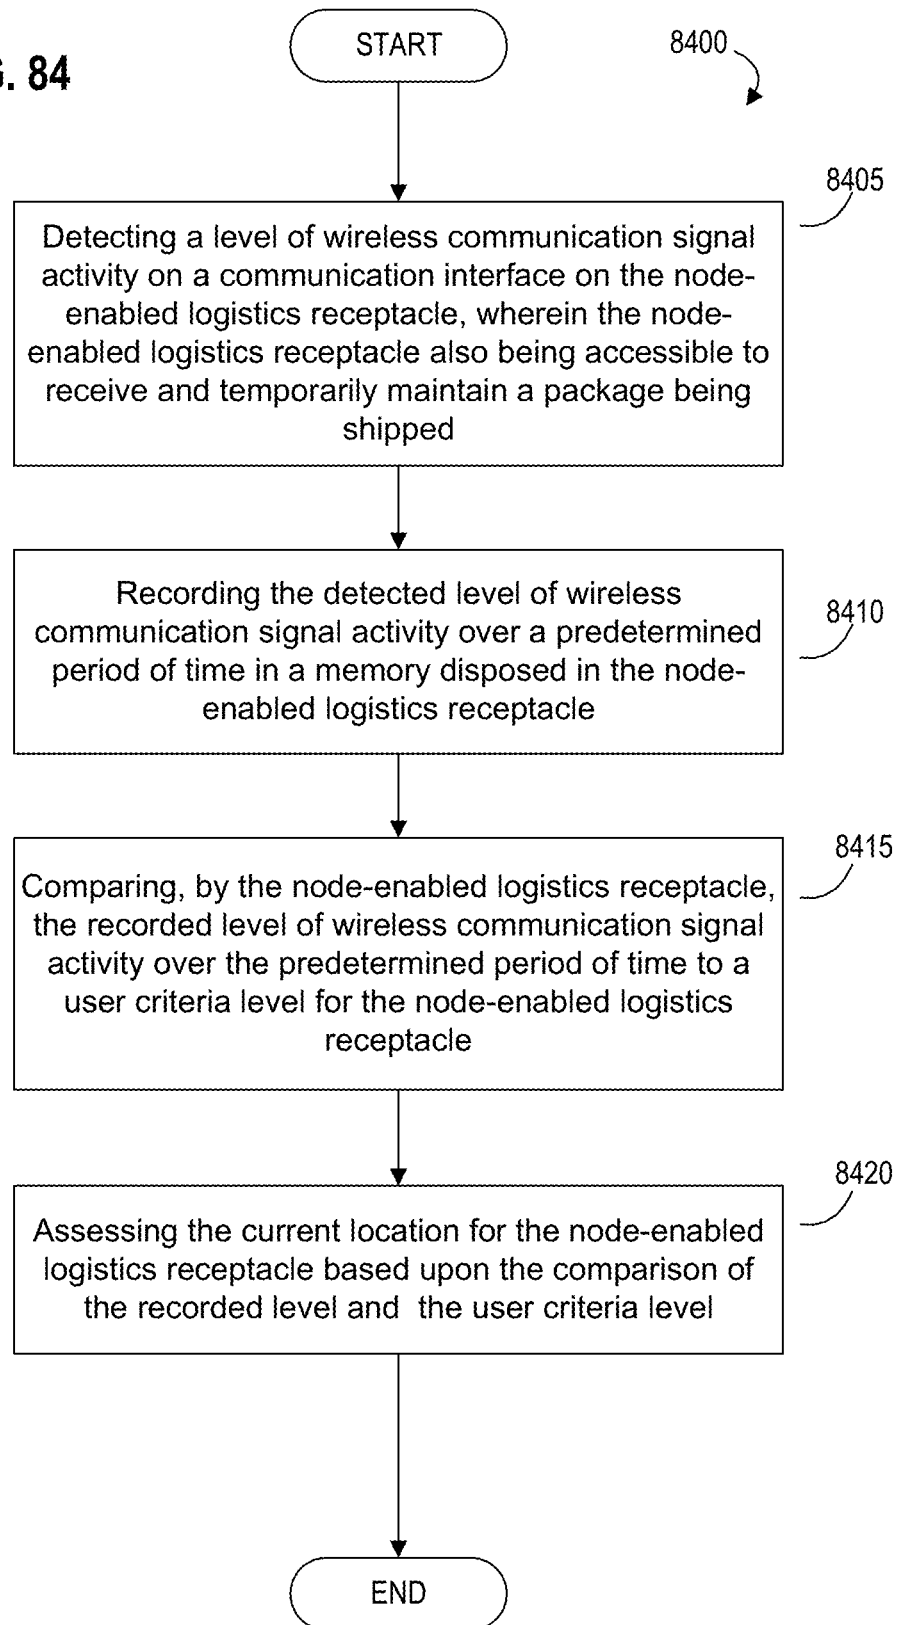 START
8400
G. 84
8405
Detecting a level of wireless communication signal
activity on a communication interface on the node-
enabled logistics receptacle, wherein the node-
enabled logistics receptacle also being accessible to
receive and temporarily maintain a package being
shipped
Recording the detected level of wireless
communication signal activity over a predetermined
period of time in a memory disposed in the node-
enabled logistics receptacle
8410
8415
Comparing, by the node-enabled logistics receptacle,
the recorded level of wireless communication signal
activity over the predetermined period of time to a
user criteria level for the node-enabled logistics
receptacle
8420
Assessing the current location for the node-enabled
logistics receptacle based upon the comparison of
the recorded level and the user criteria level
END